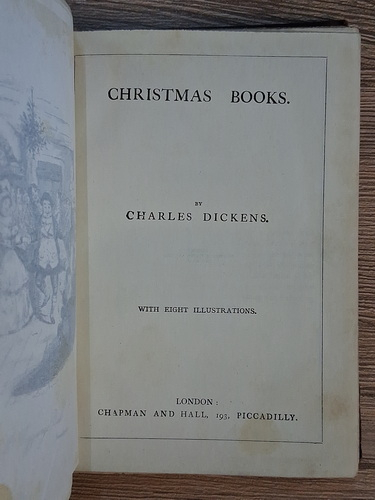 CHRISTMAS BOOKS.
BY
CHARLES DICKENS.
WITH EIGHT ILLUSTRATIONS.
LONDON:
CHAPMAN AND HALL, 193, PICCADILLY.